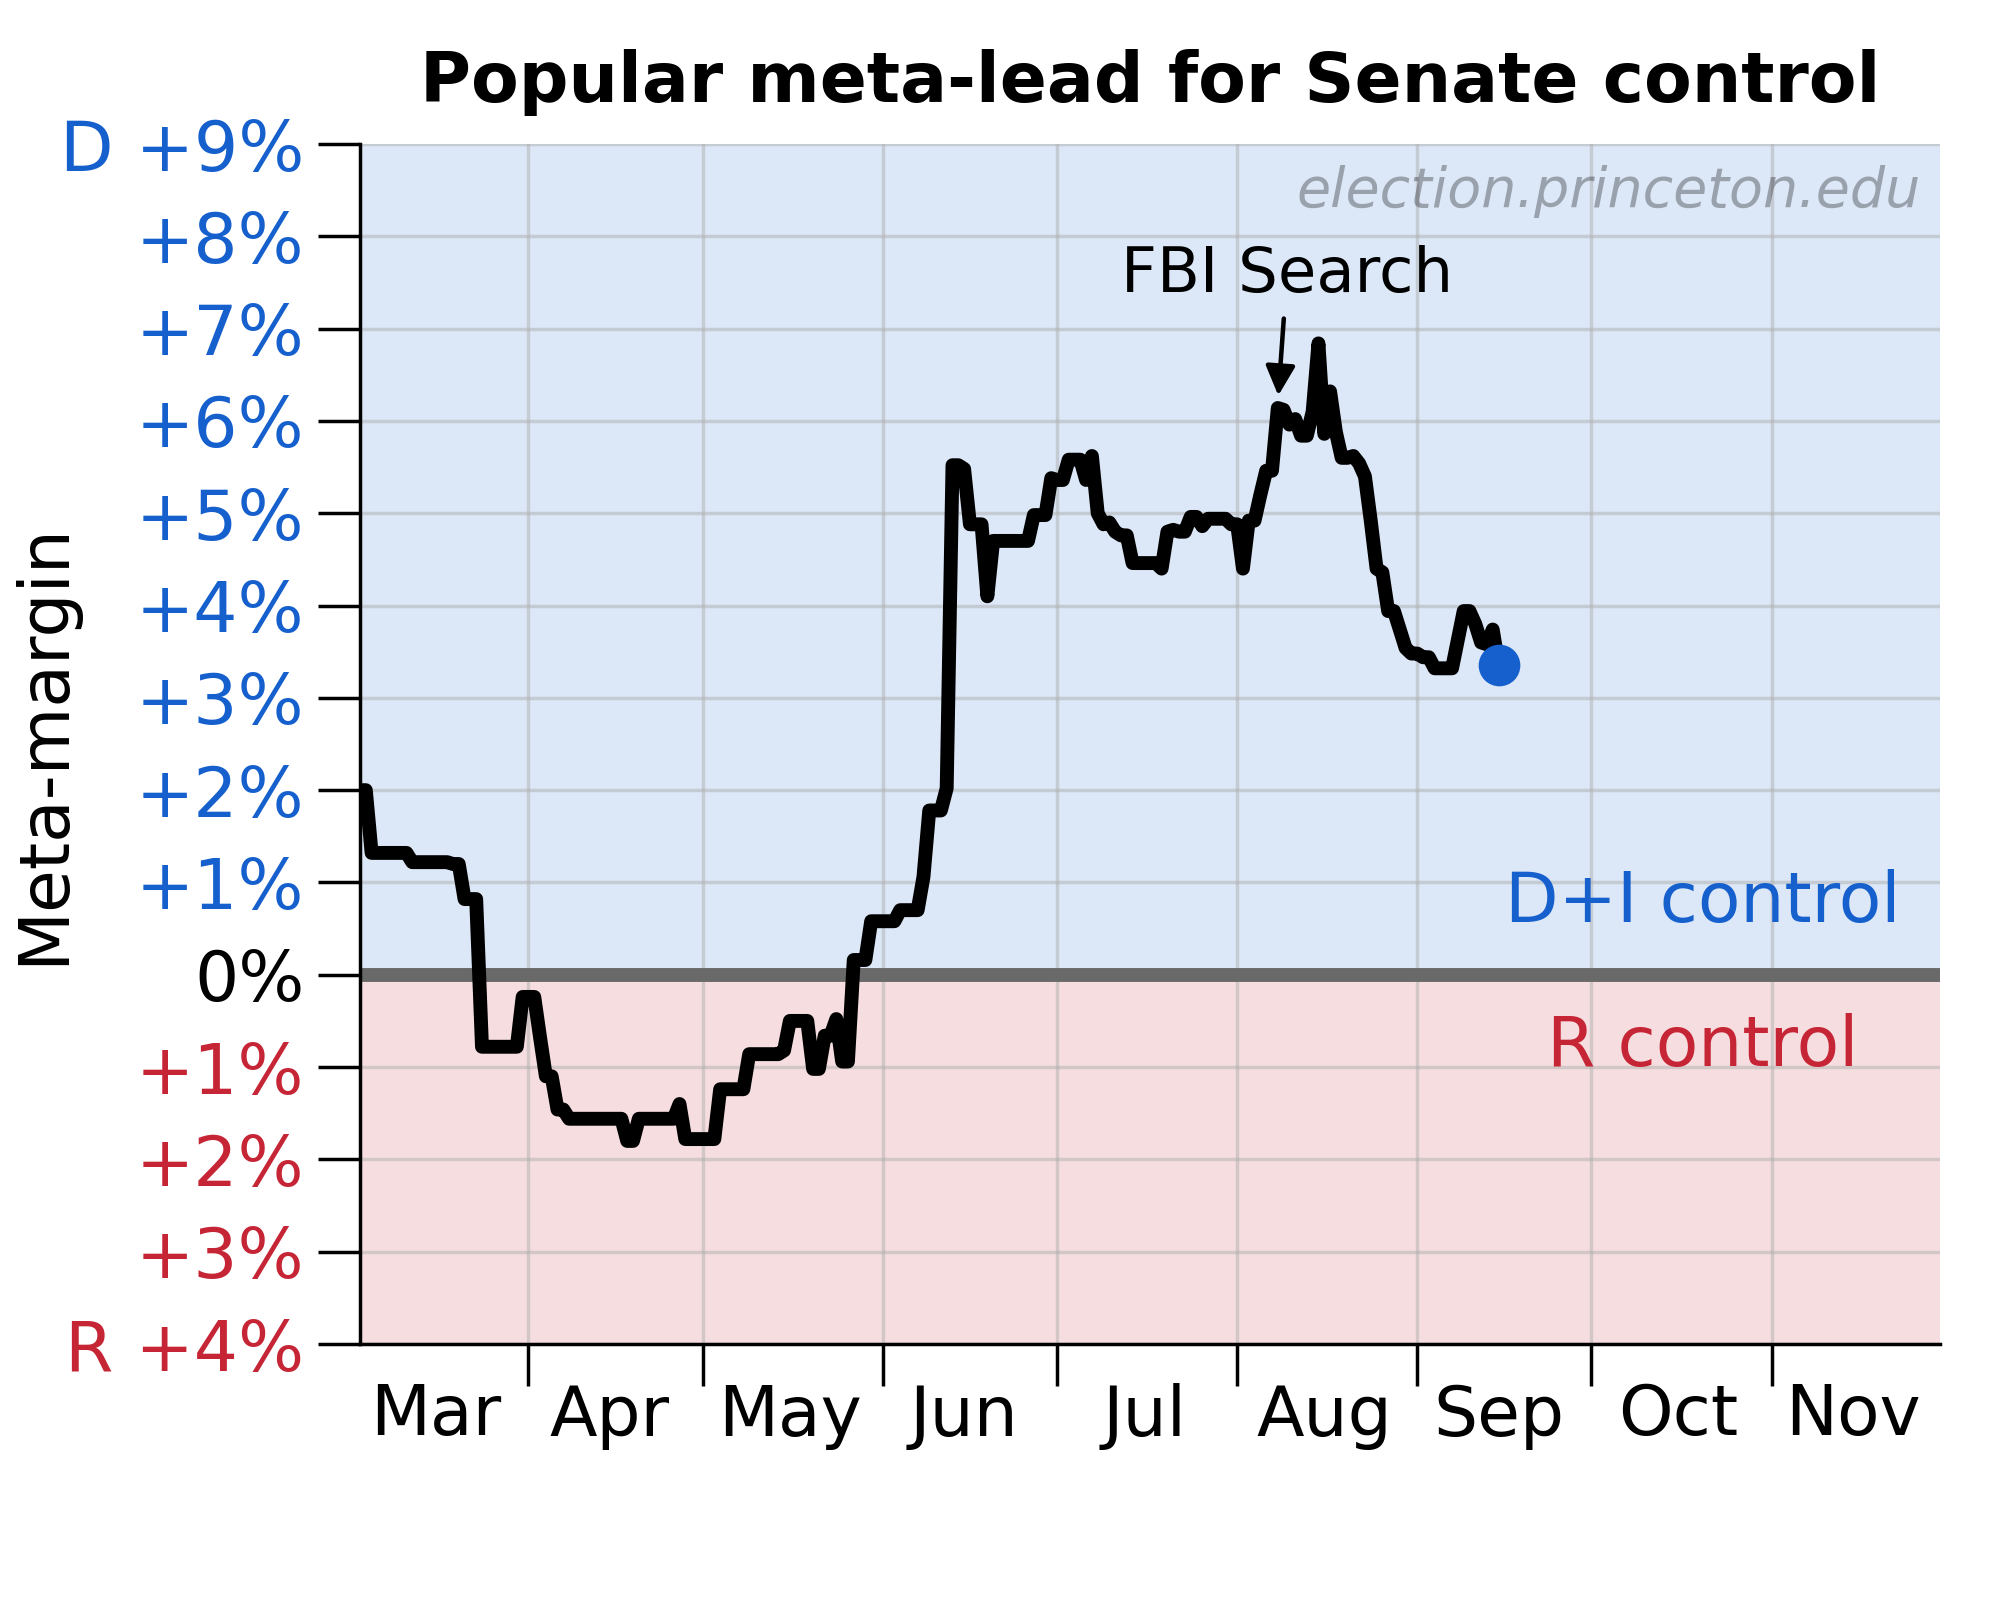 Popular meta-lead for Senate control
D +9%
+8%
+7%
+6%
+5%
+4%
+3%
+2%
+1%
0%
+1%
+2%
+3%
R +4%
Meta-margin
election.princeton.edu
FBI Search
D+I control
R control
Mar Apr May Jun Jul Aug Sep Oct Nov